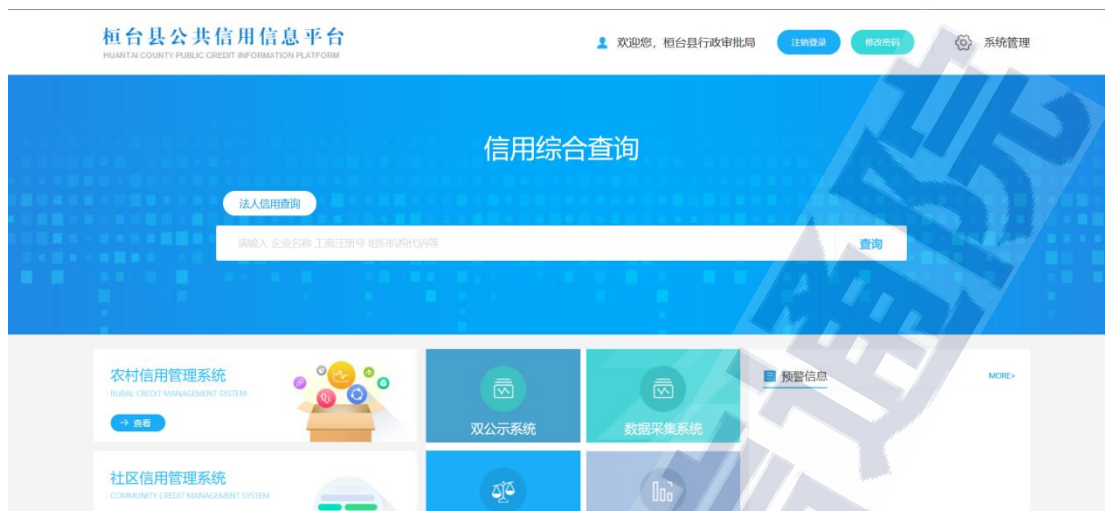 桓台县公共信用信息平台
HUANTAI COUNTY PUBLIC CREDIT INFORMATION PLATFORM
欢迎您，桓台县行政审批局
注销登录
修改密码
系统管理
信用综合查询
法人信用查询
请输入 企业名称 工商注册号 组织机构代码等
查询
农村信用管理系统
RURAL CREDIT MANAGEMENT SYSTEM
查看
双公示系统
数据采集系统
预警信息
MORE>
社区信用管理系统
COMMUNITY CREDIT MANAGEMENT SYSTEM